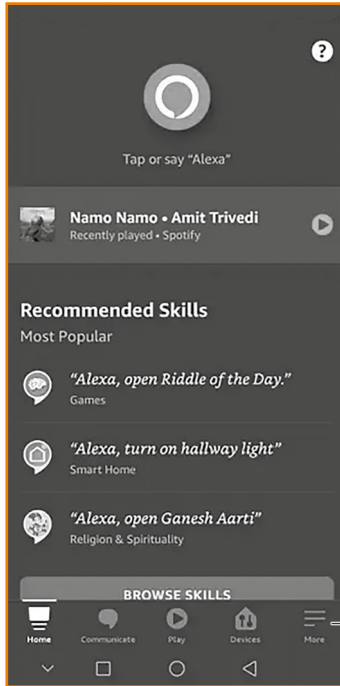 ?
Tap or say “Alexa”
Namo Namo • Amit Trivedi
Recently played • Spotify
Recommended Skills
Most Popular
“Alexa, open Riddle of the Day.”
Games
“Alexa, turn on hallway light”
Smart Home
“Alexa, open Ganesh Aarti”
Religion & Spirituality
BROWSE SKILLS
Home Communicate Play Devices More